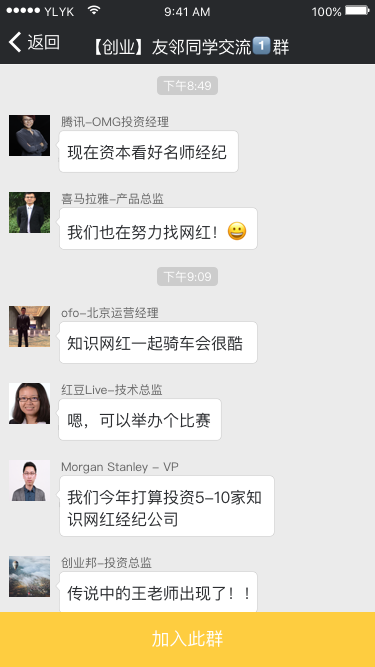 YLYK 9:41 AM 100%
返回 【创业】友邻同学交流1️⃣群
下午8:49
腾讯-OMG投资经理
现在资本看好名师经纪
喜马拉雅-产品总监
我们也在努力找网红！😀
下午9:09
ofo-北京运营经理
知识网红一起骑车会很酷
红豆Live-技术总监
嗯，可以举办个比赛
Morgan Stanley - VP
我们今年打算投资5-10家知
识网红经纪公司
创业邦-投资总监
传说中的王老师出现了！！
加入此群